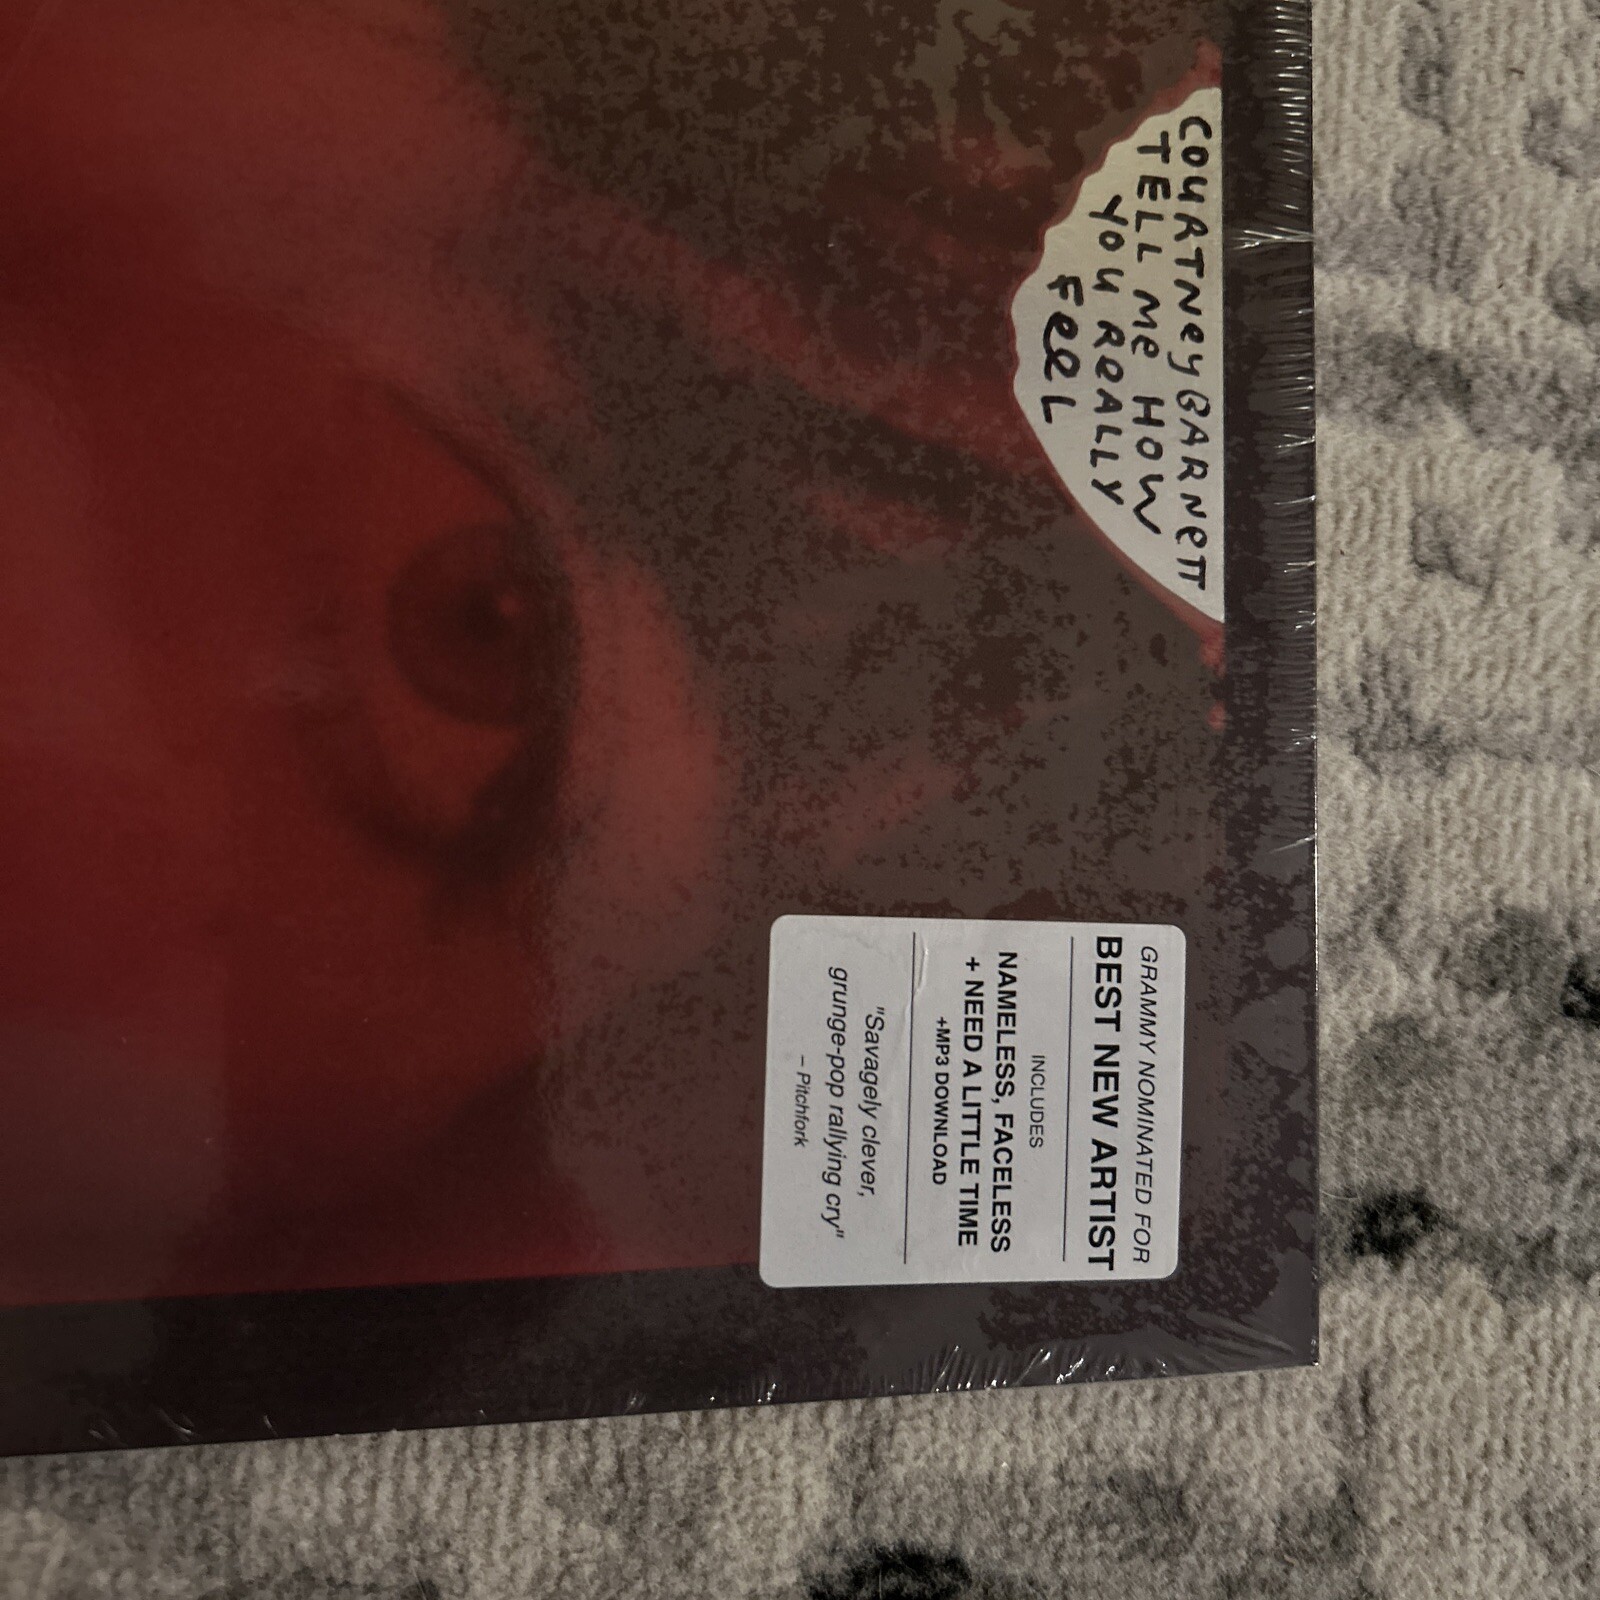 COURTNEY BARNETT
TELL ME HOW
YOU REALLY
FEEL
GRAMMY NOMINATED FOR
BEST NEW ARTIST
INCLUDES
NAMELESS, FACELESS
+ NEED A LITTLE TIME
+MP3 DOWNLOAD
"Savagely clever,
grunge-pop rallying cry"
– Pitchfork